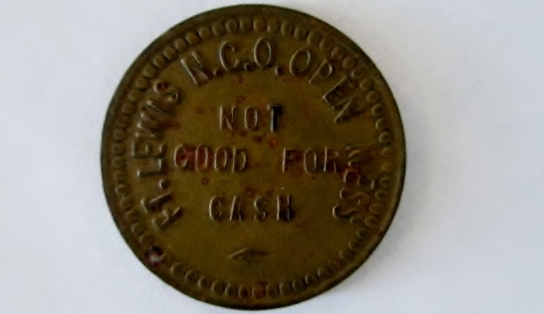 Ft. LEWIS N.C.O. OPEN MESS
NOT
GOOD FOR
CASH